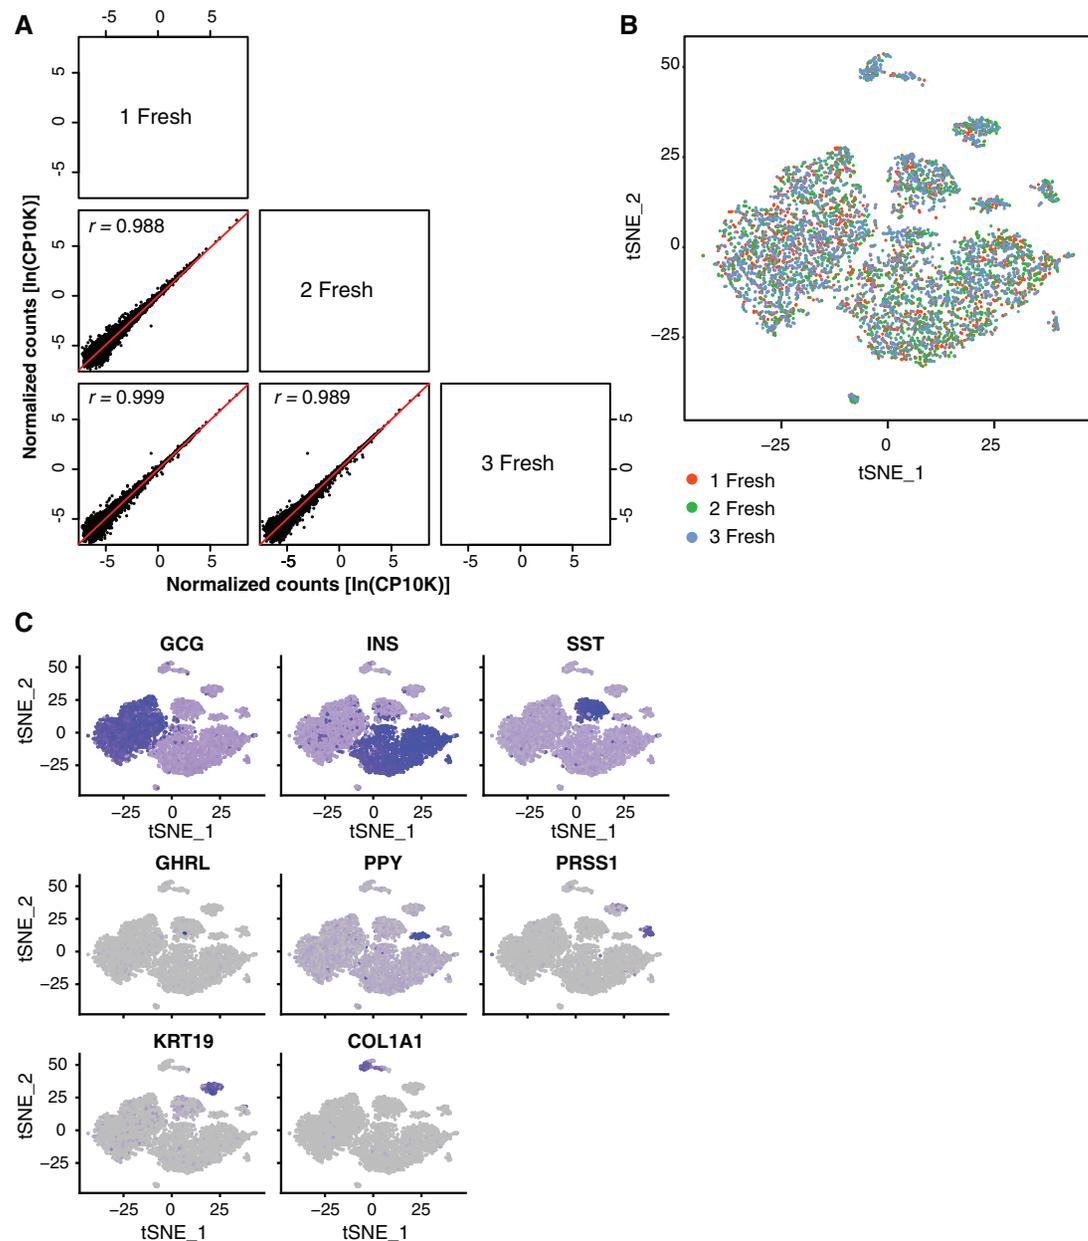 A
-5 0 5
5
0
-5
1 Fresh
Normalized counts [ln(CP10K)]
5
0
-5
r = 0.988
2 Fresh
5
0
-5
r = 0.999
r = 0.989
3 Fresh
5
0
-5
-5 0 5
-5 0 5
-5 0 5
Normalized counts [ln(CP10K)]
B
tSNE_2
50
25
0
−25
−25 0 25
tSNE_1
1 Fresh
2 Fresh
3 Fresh
C
GCG INS SST
tSNE_2
50
25
0
−25
−25 0 25
−25 0 25
−25 0 25
tSNE_1 tSNE_1 tSNE_1
GHRL PPY PRSS1
tSNE_2
50
25
0
−25
KRT19 COL1A1
tSNE_2
50
25
0
−25
−25 0 25
−25 0 25
tSNE_1 tSNE_1